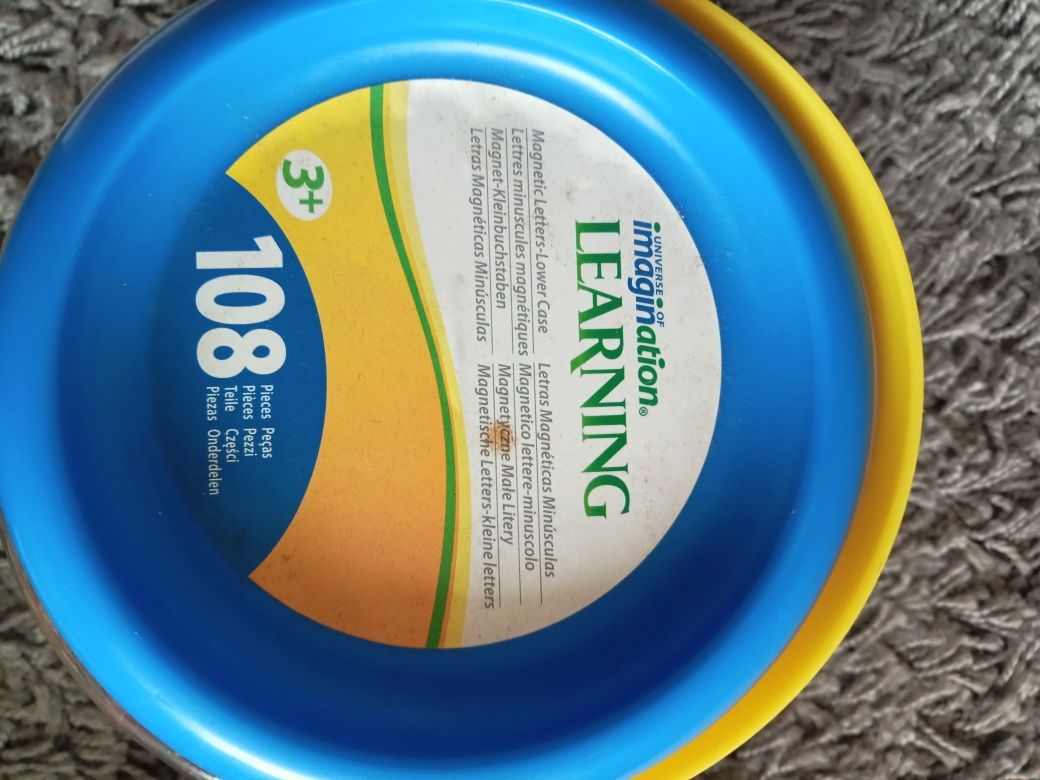 UNIVERSE OF
imagination®
LEARNING
Magnetic Letters-Lower Case
Lettres minuscules magnétiques
Magnet-Kleinbuchstaben
Letras Magnéticas Minúsculas
Letras Magnéticas Minúsculas
Magnetico lettere-minuscolo
Magnetyczne Małe Litery
Magnetische Letters-kleine letters
3+
108
Pieces Peças
Pièces Pezzi
Teile Części
Piezas Onderdelen